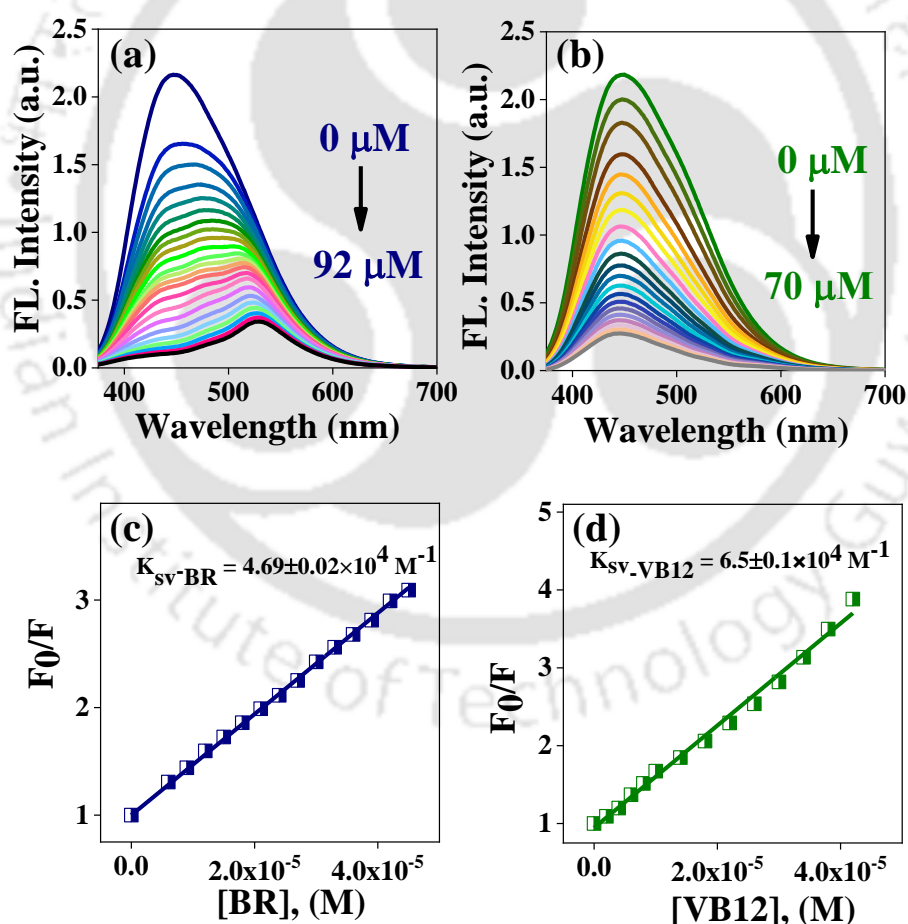 (a)
0 μM
92 μM
FL. Intensity (a.u.)
2.5
2.0
1.5
1.0
0.5
0.0
400 500 600 700
Wavelength (nm)
(b)
0 μM
70 μM
FL. Intensity (a.u.)
2.5
2.0
1.5
1.0
0.5
0.0
400 500 600 700
Wavelength (nm)
(c)
Ksv-BR = 4.69±0.02×10⁴ M⁻¹
F0/F
3
2
1
0.0 2.0x10⁻⁵ 4.0x10⁻⁵
[BR], (M)
(d)
Ksv-VB12 = 6.5±0.1×10⁴ M⁻¹
F0/F
5
4
3
2
1
0.0 2.0x10⁻⁵ 4.0x10⁻⁵
[VB12], (M)
Indian Institute of Technology